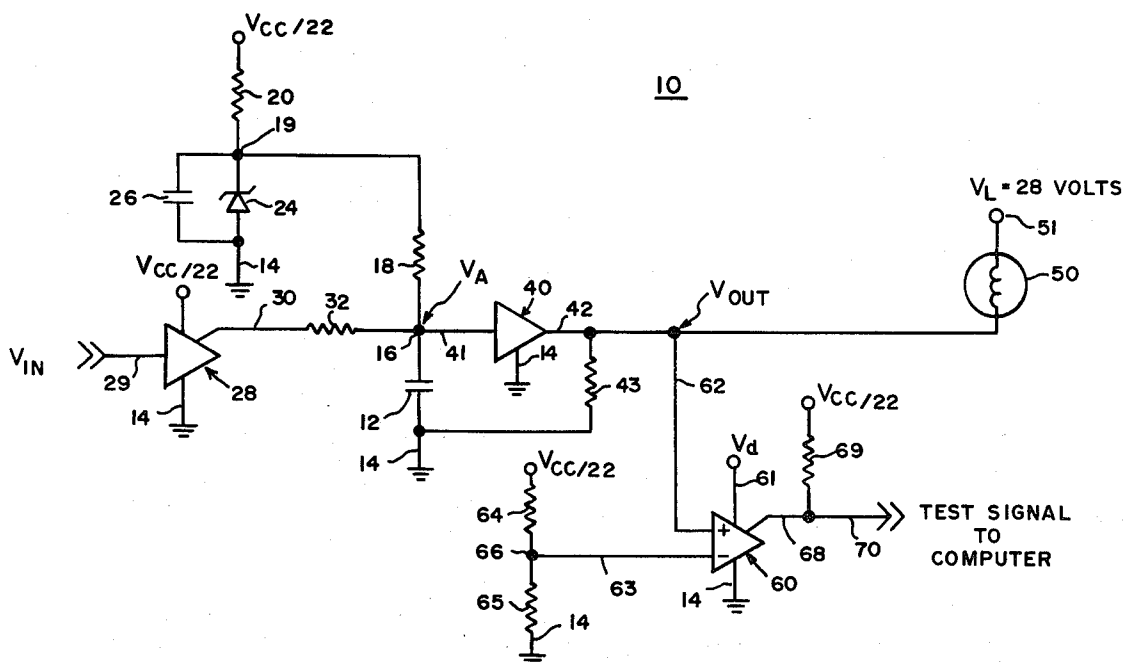 VCC/22
20
19
10
26
24
14
VL = 28 VOLTS
51
50
VCC/22
18
VA
40
42
VOUT
30
32
VIN
29
28
14
16
41
14
43
62
12
14
VCC/22
64
66
63
65
14
Vd
61
VCC/22
69
68
70
60
14
TEST SIGNAL
TO
COMPUTER